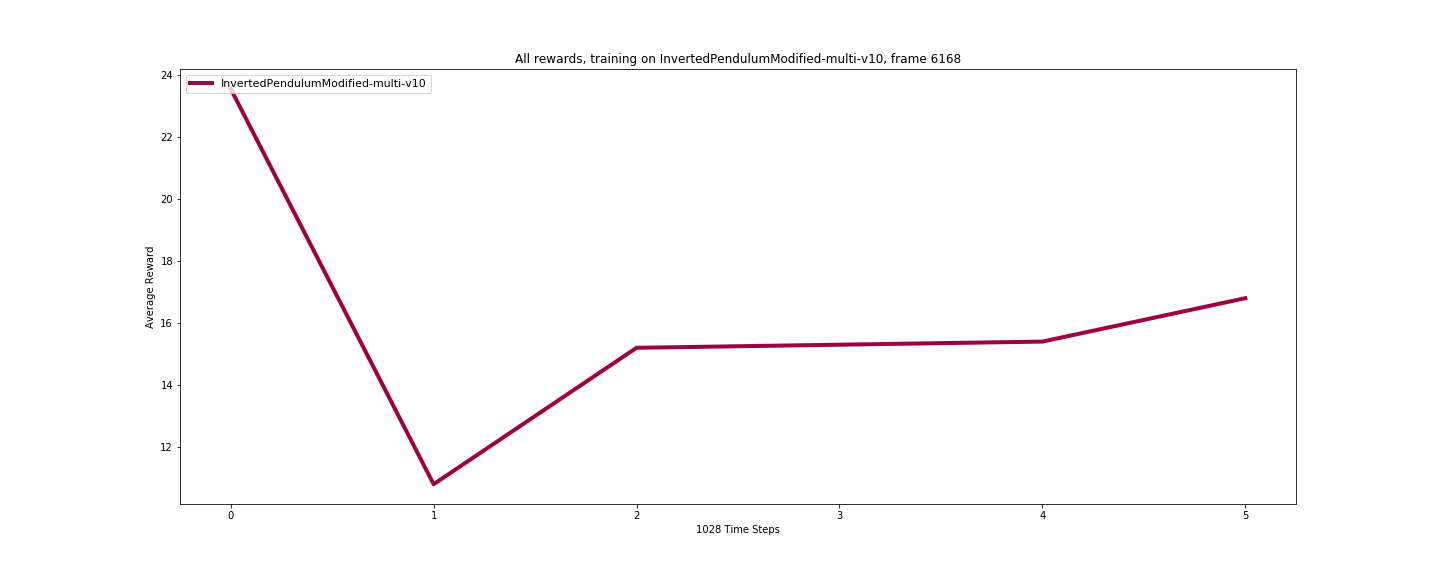 All rewards, training on InvertedPendulumModified-multi-v10, frame 6168
InvertedPendulumModified-multi-v10
24
22
20
18
16
14
12
Average Reward
0 1 2 3 4 5
1028 Time Steps